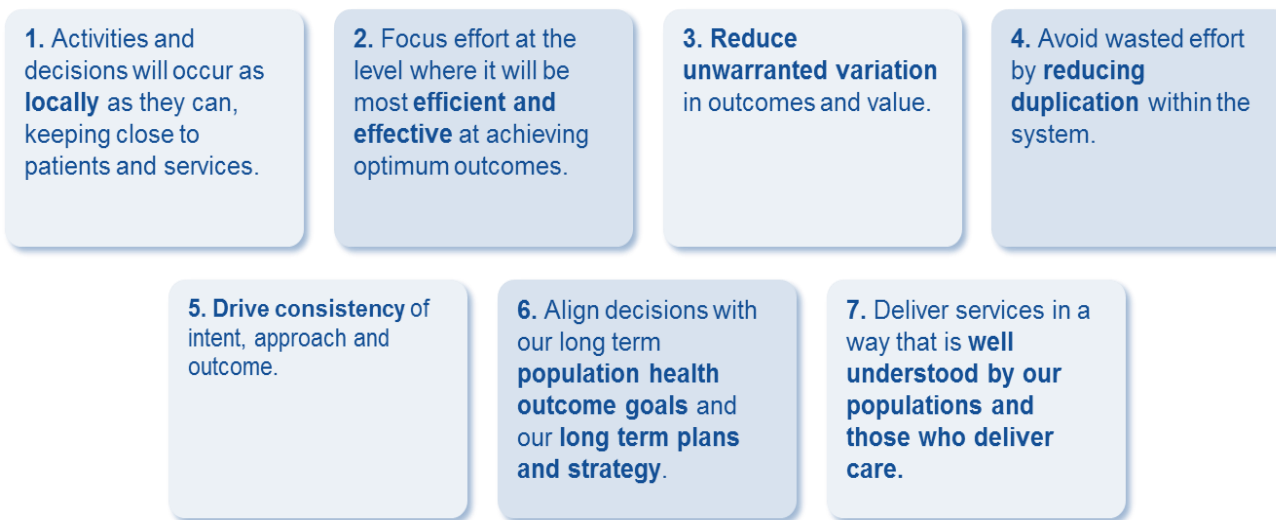 1. Activities and
decisions will occur as
locally as they can,
keeping close to
patients and services.
2. Focus effort at the
level where it will be
most efficient and
effective at achieving
optimum outcomes.
3. Reduce
unwarranted variation
in outcomes and value.
4. Avoid wasted effort
by reducing
duplication within the
system.
5. Drive consistency of
intent, approach and
outcome.
6. Align decisions with
our long term
population health
outcome goals and
our long term plans
and strategy.
7. Deliver services in a
way that is well
understood by our
populations and
those who deliver
care.